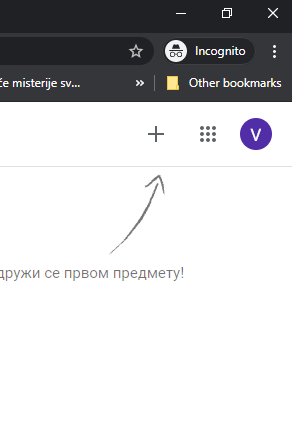 Incognito
če misterije sv...
»
Other bookmarks
V
дружи се првом предмету!